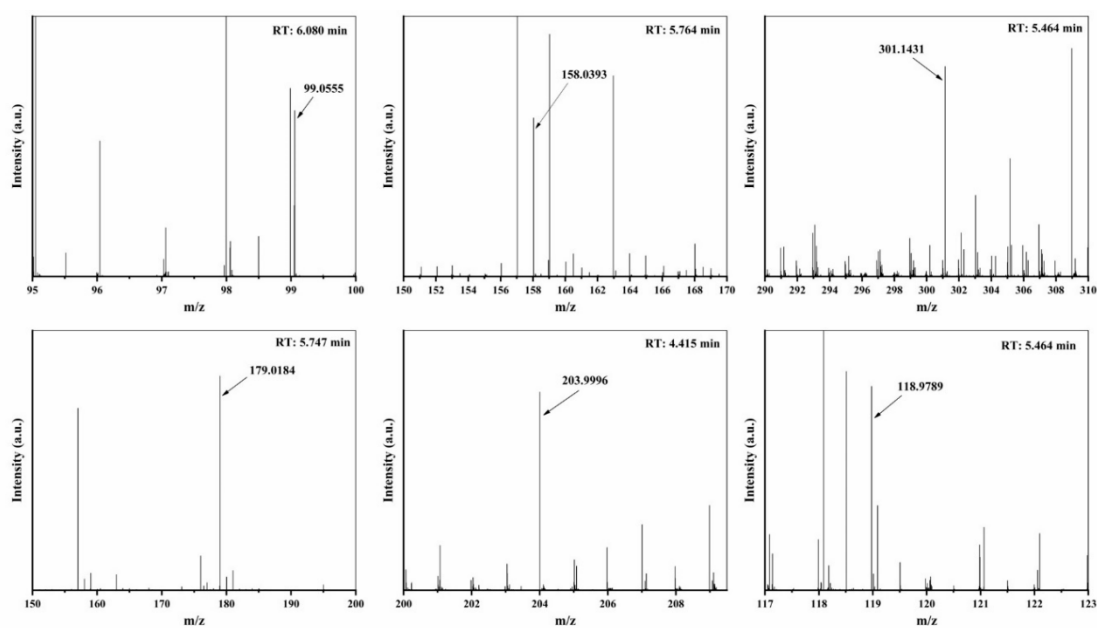 RT: 6.080 min
99.0555
Intensity (a.u.)
95 96 97 98 99 100
m/z
RT: 5.764 min
158.0393
Intensity (a.u.)
150 152 154 156 158 160 162 164 166 168 170
m/z
RT: 5.464 min
301.1431
Intensity (a.u.)
290 292 294 296 298 300 302 304 306 308 310
m/z
RT: 5.747 min
179.0184
Intensity (a.u.)
150 160 170 180 190 200
m/z
RT: 4.415 min
203.9996
Intensity (a.u.)
200 202 204 206 208
m/z
RT: 5.464 min
118.9789
Intensity (a.u.)
117 118 119 120 121 122 123
m/z